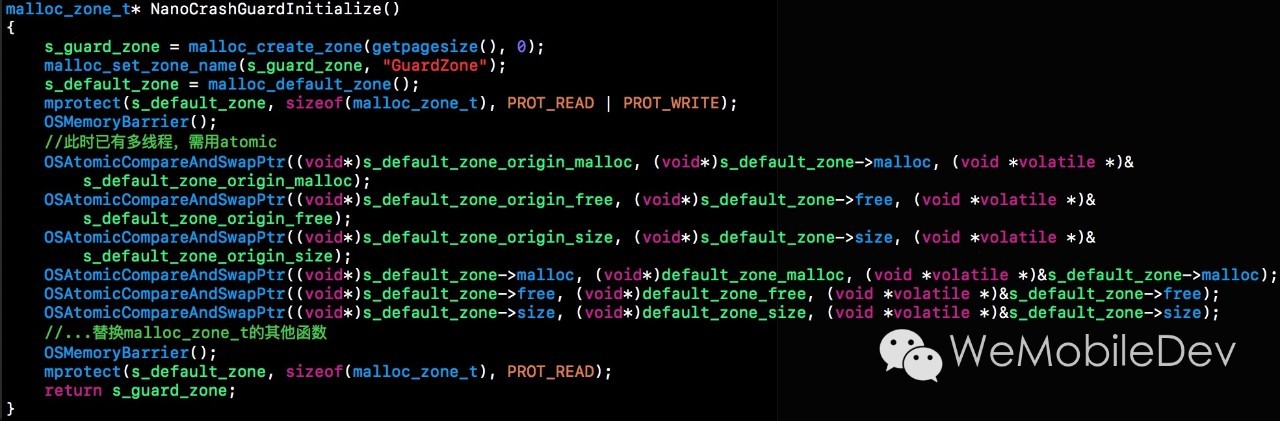 malloc_zone_t* NanoCrashGuardInitialize()
{
    s_guard_zone = malloc_create_zone(getpagesize(), 0);
    malloc_set_zone_name(s_guard_zone, "GuardZone");
    s_default_zone = malloc_default_zone();
    mprotect(s_default_zone, sizeof(malloc_zone_t), PROT_READ | PROT_WRITE);
    OSMemoryBarrier();
    //此时已有多线程，需用atomic
    OSAtomicCompareAndSwapPtr((void*)s_default_zone_origin_malloc, (void*)s_default_zone->malloc, (void *volatile *)&
        s_default_zone_origin_malloc);
    OSAtomicCompareAndSwapPtr((void*)s_default_zone_origin_free, (void*)s_default_zone->free, (void *volatile *)&
        s_default_zone_origin_free);
    OSAtomicCompareAndSwapPtr((void*)s_default_zone_origin_size, (void*)s_default_zone->size, (void *volatile *)&
        s_default_zone_origin_size);
    OSAtomicCompareAndSwapPtr((void*)s_default_zone->malloc, (void*)default_zone_malloc, (void *volatile *)&s_default_zone->malloc);
    OSAtomicCompareAndSwapPtr((void*)s_default_zone->free, (void*)default_zone_free, (void *volatile *)&s_default_zone->free);
    OSAtomicCompareAndSwapPtr((void*)s_default_zone->size, (void*)default_zone_size, (void *volatile *)&s_default_zone->size);
    //...替换malloc_zone_t的其他函数
    OSMemoryBarrier();
    mprotect(s_default_zone, sizeof(malloc_zone_t), PROT_READ);
    return s_guard_zone;
}
WeMobileDev